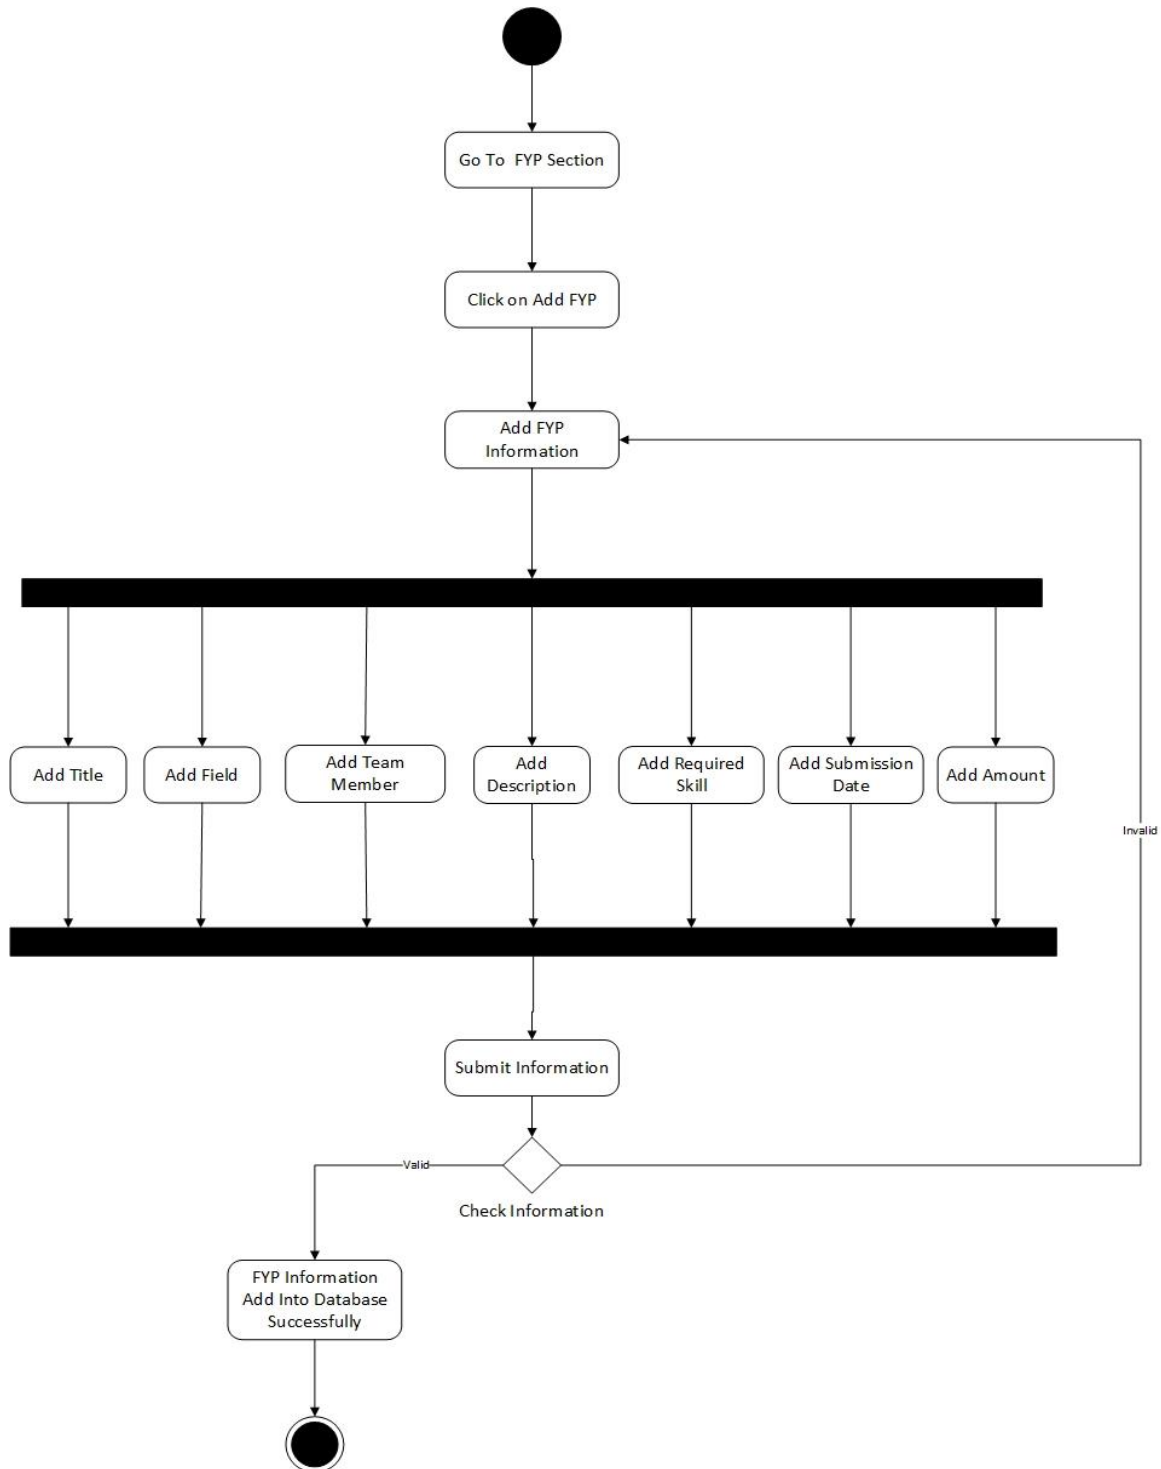 Go To  FYP Section
Click on Add FYP
Add FYP
Information
Add Title
Add Field
Add Team
Member
Add
Description
Add Required
Skill
Add Submission
Date
Add Amount
Invalid
Submit Information
Valid
Check Information
FYP Information
Add Into Database
Successfully